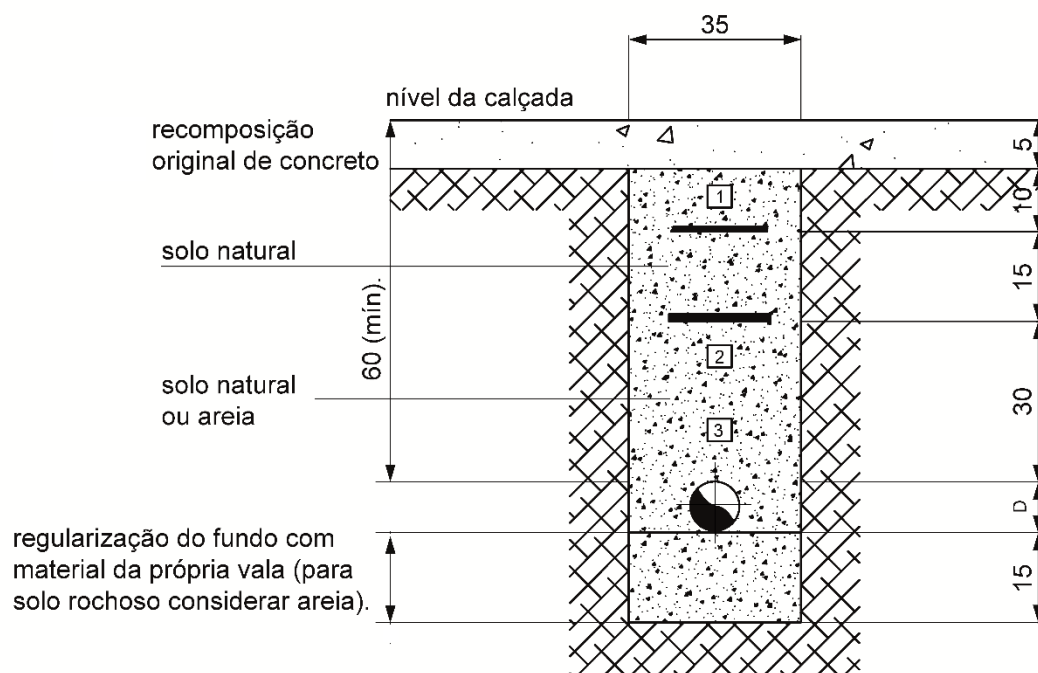 35
nível da calçada
recomposição
original de concreto
5
1
10
solo natural
15
60 (mín).
2
solo natural
ou areia
3
30
D
regularização do fundo com
material da própria vala (para
solo rochoso considerar areia).
15